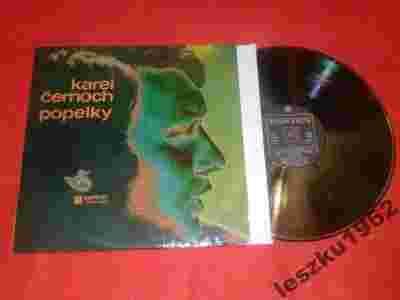 karel
černoch
popelky
leszku1962